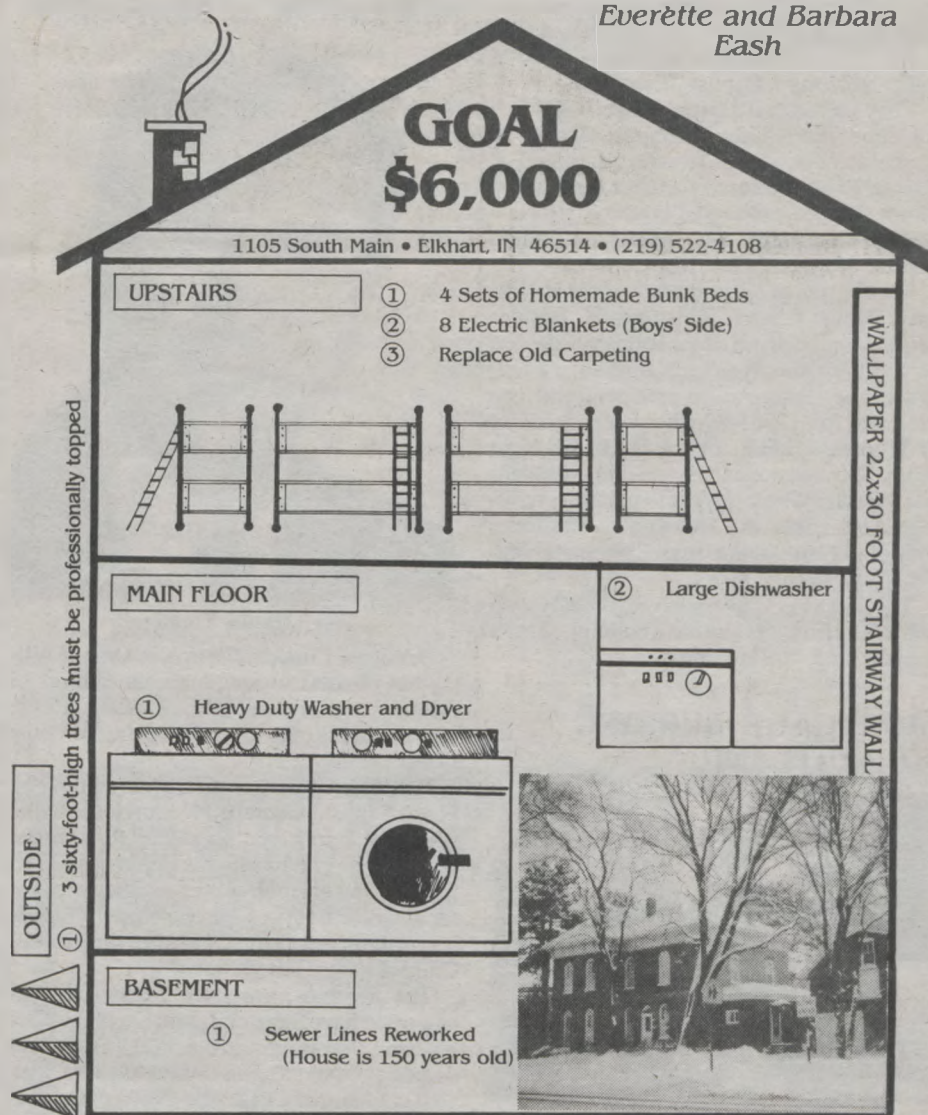 Everette and Barbara
Eash
GOAL
$6,000
1105 South Main • Elkhart, IN 46514 • (219) 522-4108
UPSTAIRS
① 4 Sets of Homemade Bunk Beds
② 8 Electric Blankets (Boys' Side)
③ Replace Old Carpeting
WALLPAPER 22x30 FOOT STAIRWAY WALL
MAIN FLOOR
① Heavy Duty Washer and Dryer
② Large Dishwasher
OUTSIDE
① 3 sixty-foot-high trees must be professionally topped
BASEMENT
① Sewer Lines Reworked
(House is 150 years old)